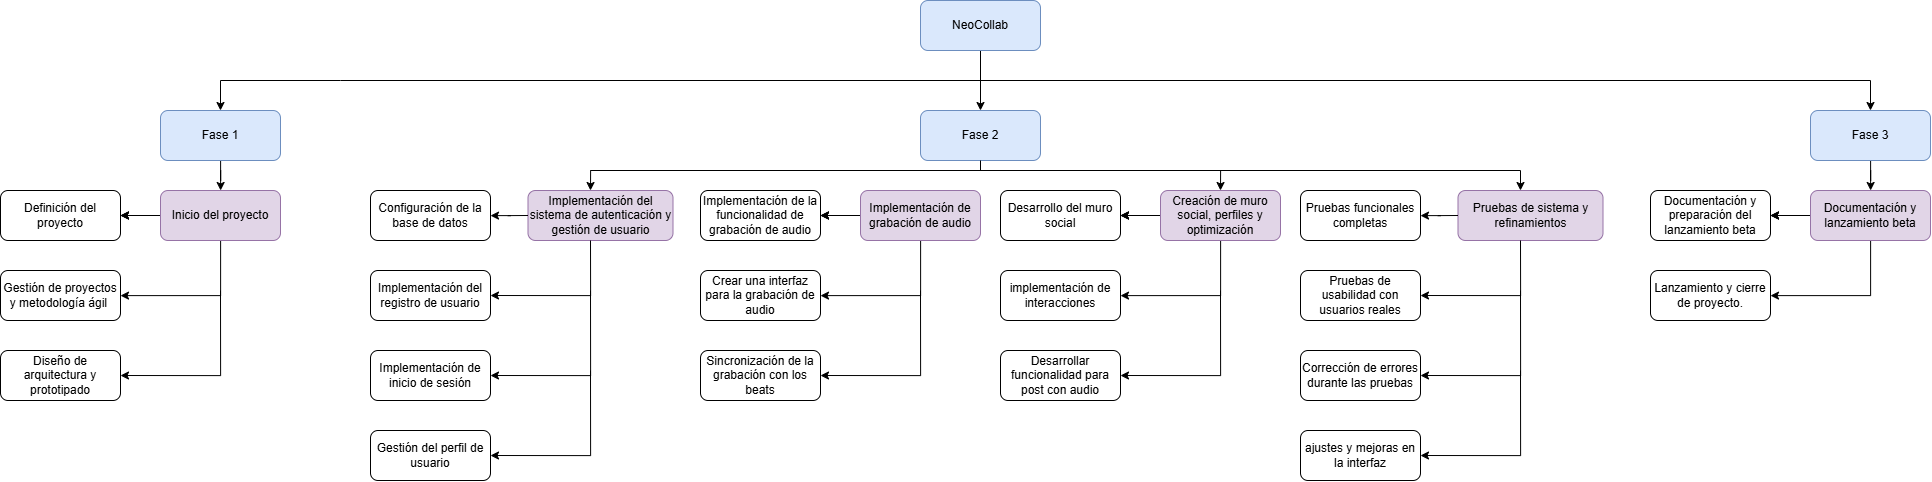 NeoCollab
Fase 1
Fase 2
Fase 3
Definición del
proyecto
Inicio del proyecto
Gestión de proyectos
y metodología ágil
Diseño de
arquitectura y
prototipado
Configuración de la
base de datos
Implementación del
sistema de autenticación y
gestión de usuario
Implementación del
registro de usuario
Implementación de
inicio de sesión
Gestión del perfil de
usuario
Implementación de la
funcionalidad de
grabación de audio
Implementación de
grabación de audio
Crear una interfaz
para la grabación de
audio
Sincronización de la
grabación con los
beats
Desarrollo del muro
social
Creación de muro
social, perfiles y
optimización
implementación de
interacciones
Desarrollar
funcionalidad para
post con audio
Pruebas funcionales
completas
Pruebas de sistema y
refinamientos
Pruebas de
usabilidad con
usuarios reales
Corrección de errores
durante las pruebas
ajustes y mejoras en
la interfaz
Documentación y
preparación del
lanzamiento beta
Documentación y
lanzamiento beta
Lanzamiento y cierre
de proyecto.